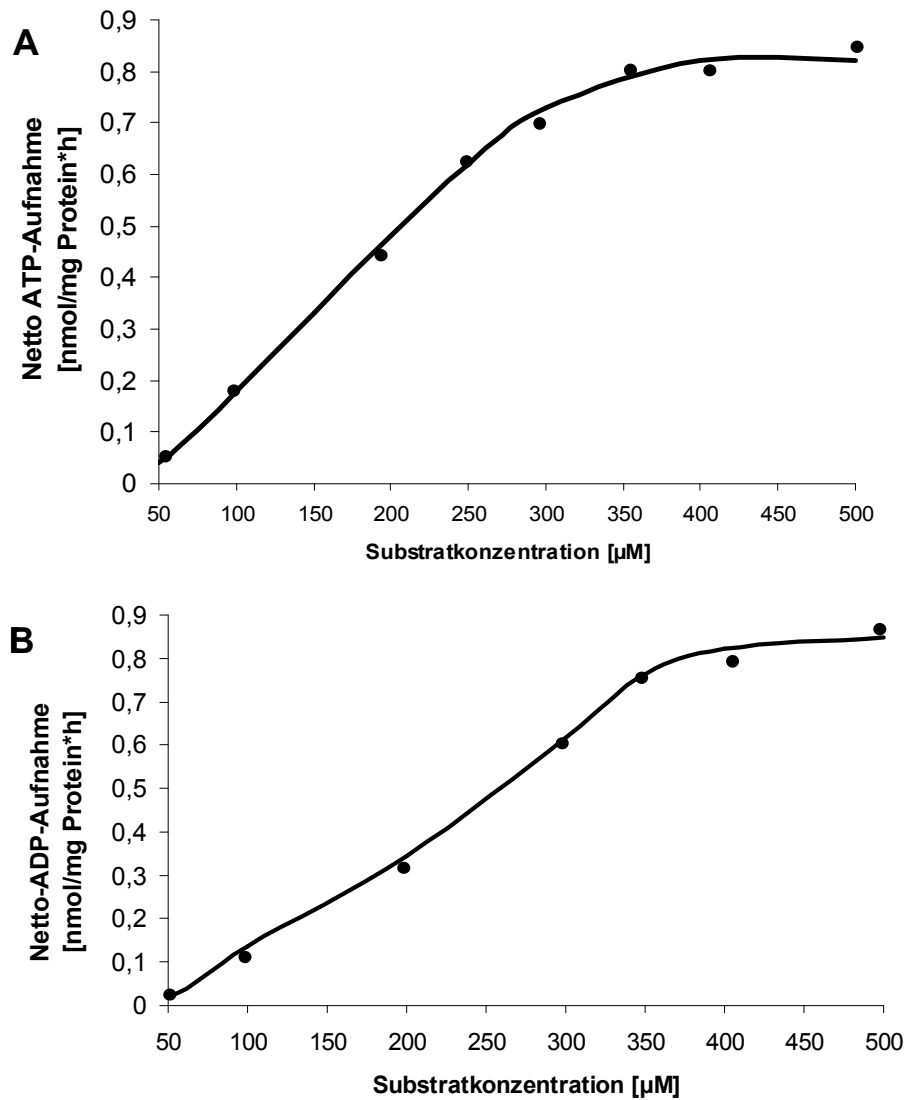 A
Netto ATP-Aufnahme
[nmol/mg Protein*h]
0,9
0,8
0,7
0,6
0,5
0,4
0,3
0,2
0,1
0
50 100 150 200 250 300 350 400 450 500
Substratkonzentration [µM]
B
Netto-ADP-Aufnahme
[nmol/mg Protein*h]
0,9
0,8
0,7
0,6
0,5
0,4
0,3
0,2
0,1
0
50 100 150 200 250 300 350 400 450 500
Substratkonzentration [µM]